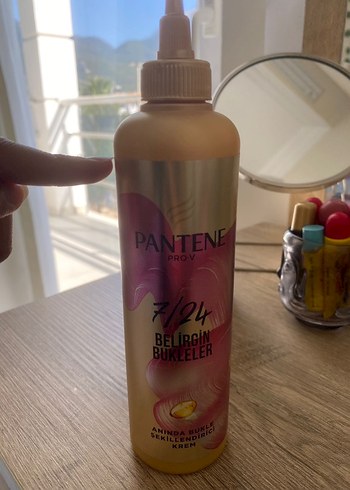 PANTENE
PRO-V
7/24
BELİRGİN
BUKLELER
ANINDA BUKLE
ŞEKİLLENDİRİCİ
KREM